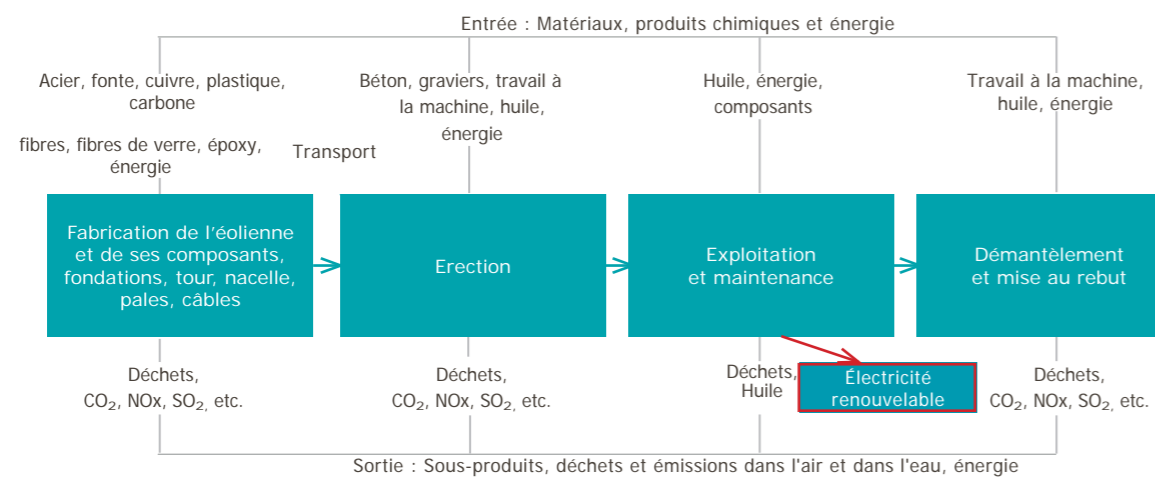 Entrée : Matériaux, produits chimiques et énergie
Acier, fonte, cuivre, plastique,
carbone
fibres, fibres de verre, époxy,
énergie
Transport
Béton, graviers, travail à
la machine, huile,
énergie
Huile, énergie,
composants
Travail à la machine,
huile, énergie
Fabrication de l'éolienne
et de ses composants,
fondations, tour, nacelle,
pales, câbles
Erection
Exploitation
et maintenance
Démantèlement
et mise au rebut
Déchets,
CO₂, NOx, SO₂, etc.
Déchets,
CO₂, NOx, SO₂, etc.
Déchets,
Huile
Électricité
renouvelable
Déchets,
CO₂, NOx, SO₂, etc.
Sortie : Sous-produits, déchets et émissions dans l'air et dans l'eau, énergie